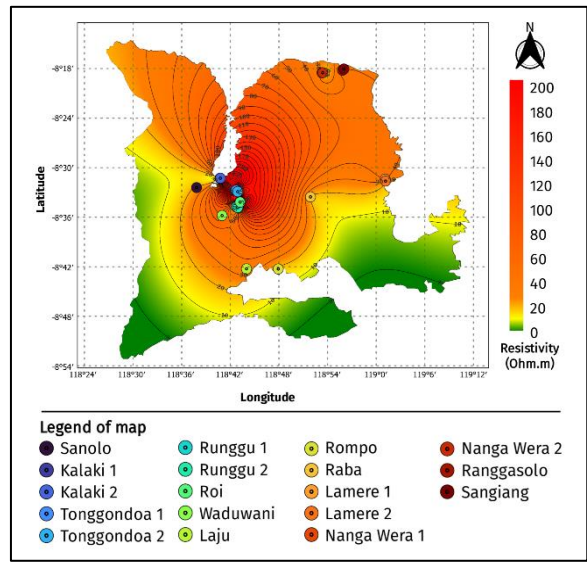 N
-8°18'
-8°24'
-8°30'
-8°36'
-8°42'
-8°48'
-8°54'
Latitude
118°24' 118°30' 118°36' 118°42' 118°48' 118°54' 119°0' 119°6' 119°12'
Longitude
200
180
160
140
120
100
80
60
40
20
0
Resistivity
(Ohm.m)
Legend of map
Sanolo
Kalaki 1
Kalaki 2
Tonggondoa 1
Tonggondoa 2
Runggu 1
Runggu 2
Roi
Waduwani
Laju
Rompo
Raba
Lamere 1
Lamere 2
Nanga Wera 1
Nanga Wera 2
Ranggasolo
Sangiang